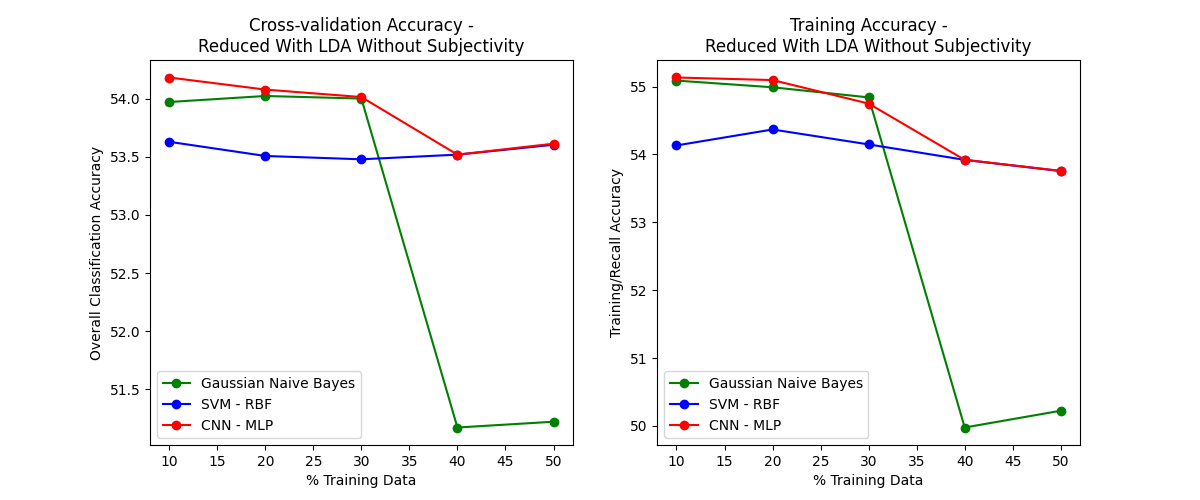 Cross-validation Accuracy -
Reduced With LDA Without Subjectivity
Overall Classification Accuracy
54.0
53.5
53.0
52.5
52.0
51.5
Gaussian Naive Bayes
SVM - RBF
CNN - MLP
10 15 20 25 30 35 40 45 50
% Training Data
Training Accuracy -
Reduced With LDA Without Subjectivity
Training/Recall Accuracy
55
54
53
52
51
50
Gaussian Naive Bayes
SVM - RBF
CNN - MLP
10 15 20 25 30 35 40 45 50
% Training Data